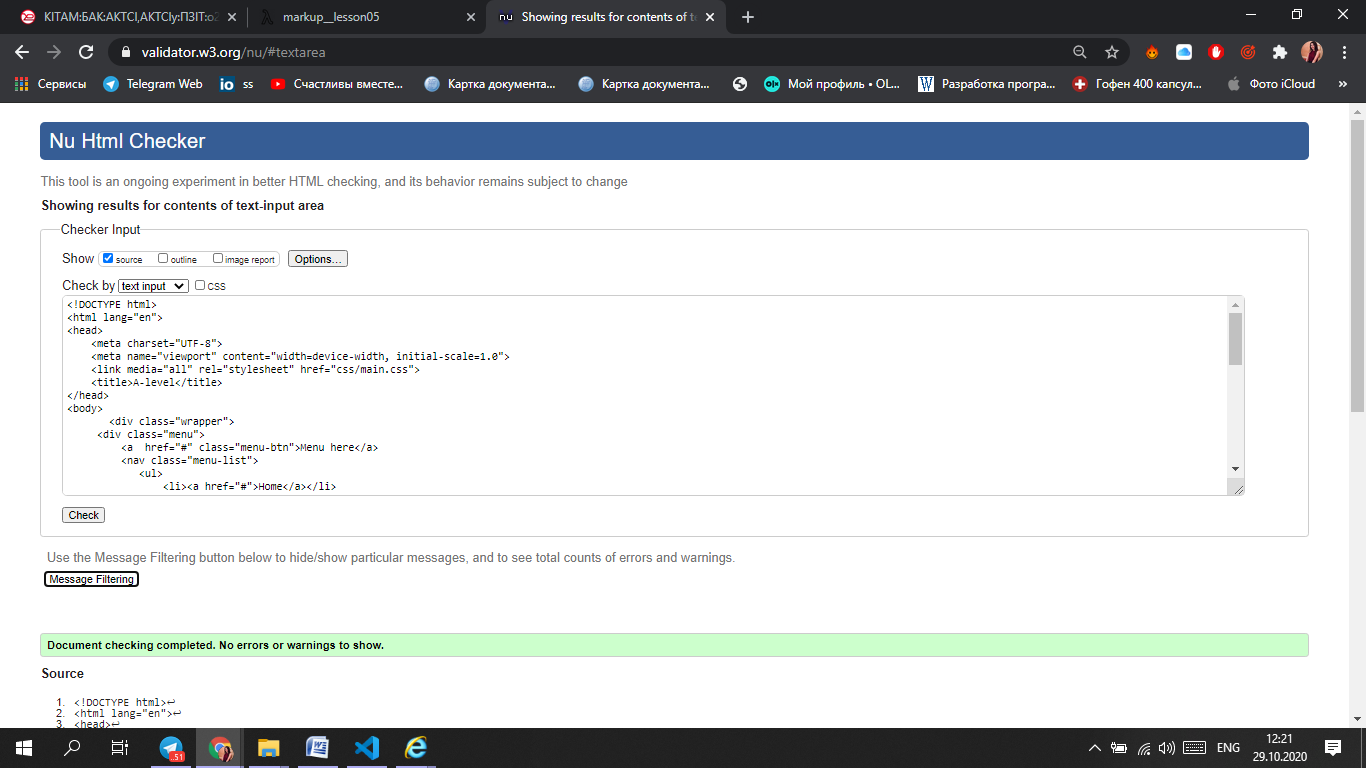 КІТАМ:БАК:АКТСІ,АКТСІу:ПЗІТ:о2
markup__lesson05
nu Showing results for contents of te
validator.w3.org/nu/#textarea
Сервисы Telegram Web io ss Счастливы вместе... Картка документа... Картка документа... Мой профиль • OL... W Разработка програ... Гофен 400 капсул... Фото iCloud »
Nu Html Checker
This tool is an ongoing experiment in better HTML checking, and its behavior remains subject to change
Showing results for contents of text-input area
Checker Input
Show source outline image report Options...
Check by text input CSS
<!DOCTYPE html>
<html lang="en">
<head>
<meta charset="UTF-8">
<meta name="viewport" content="width=device-width, initial-scale=1.0">
<link media="all" rel="stylesheet" href="css/main.css">
<title>A-level</title>
</head>
<body>
<div class="wrapper">
<div class="menu">
<a  href="#" class="menu-btn">Menu here</a>
<nav class="menu-list">
<ul>
<li><a href="#">Home</a></li>
Check
Use the Message Filtering button below to hide/show particular messages, and to see total counts of errors and warnings.
Message Filtering
Document checking completed. No errors or warnings to show.
Source
1. <!DOCTYPE html>↩
2. <html lang="en">↩
3. <head>↩
51
ENG
12:21
29.10.2020